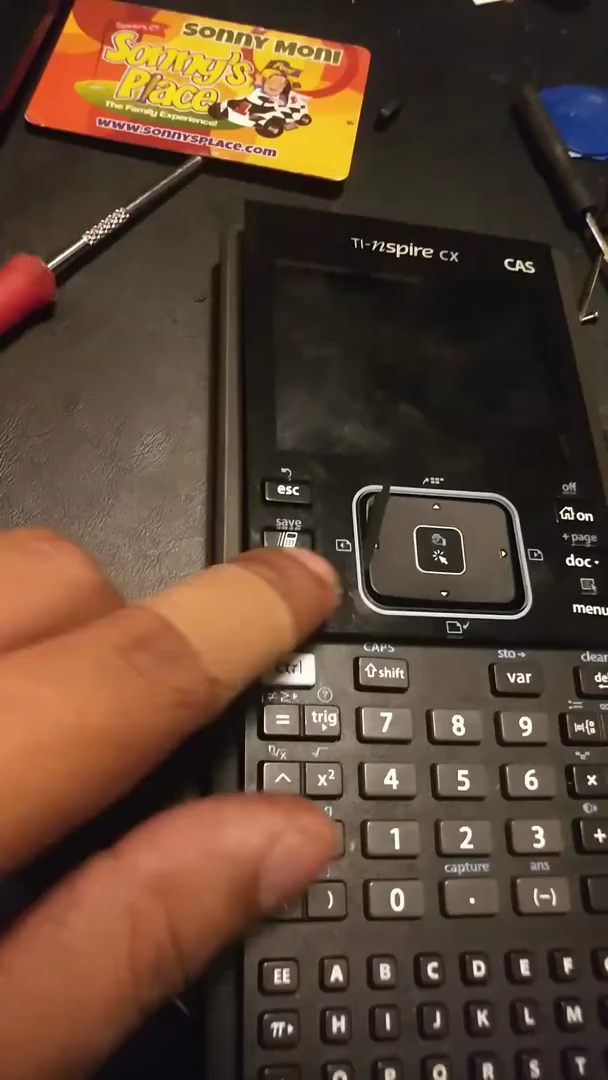 SONNY MONI
Sonny's
Place
The Family Experience!
www.sonnysplace.com
TI-nspire CX
CAS
esc
off
on
save
+ page
doc
menu
CAPS
sto→
clear
ctrl
shift
var
de
= trig 7 8 9
n√x √
^ x² 4 5 6 ×
1 2 3 +
capture ans
) 0 . (−)
EE A B C D E F
π H I J K L M
O P Q R S T